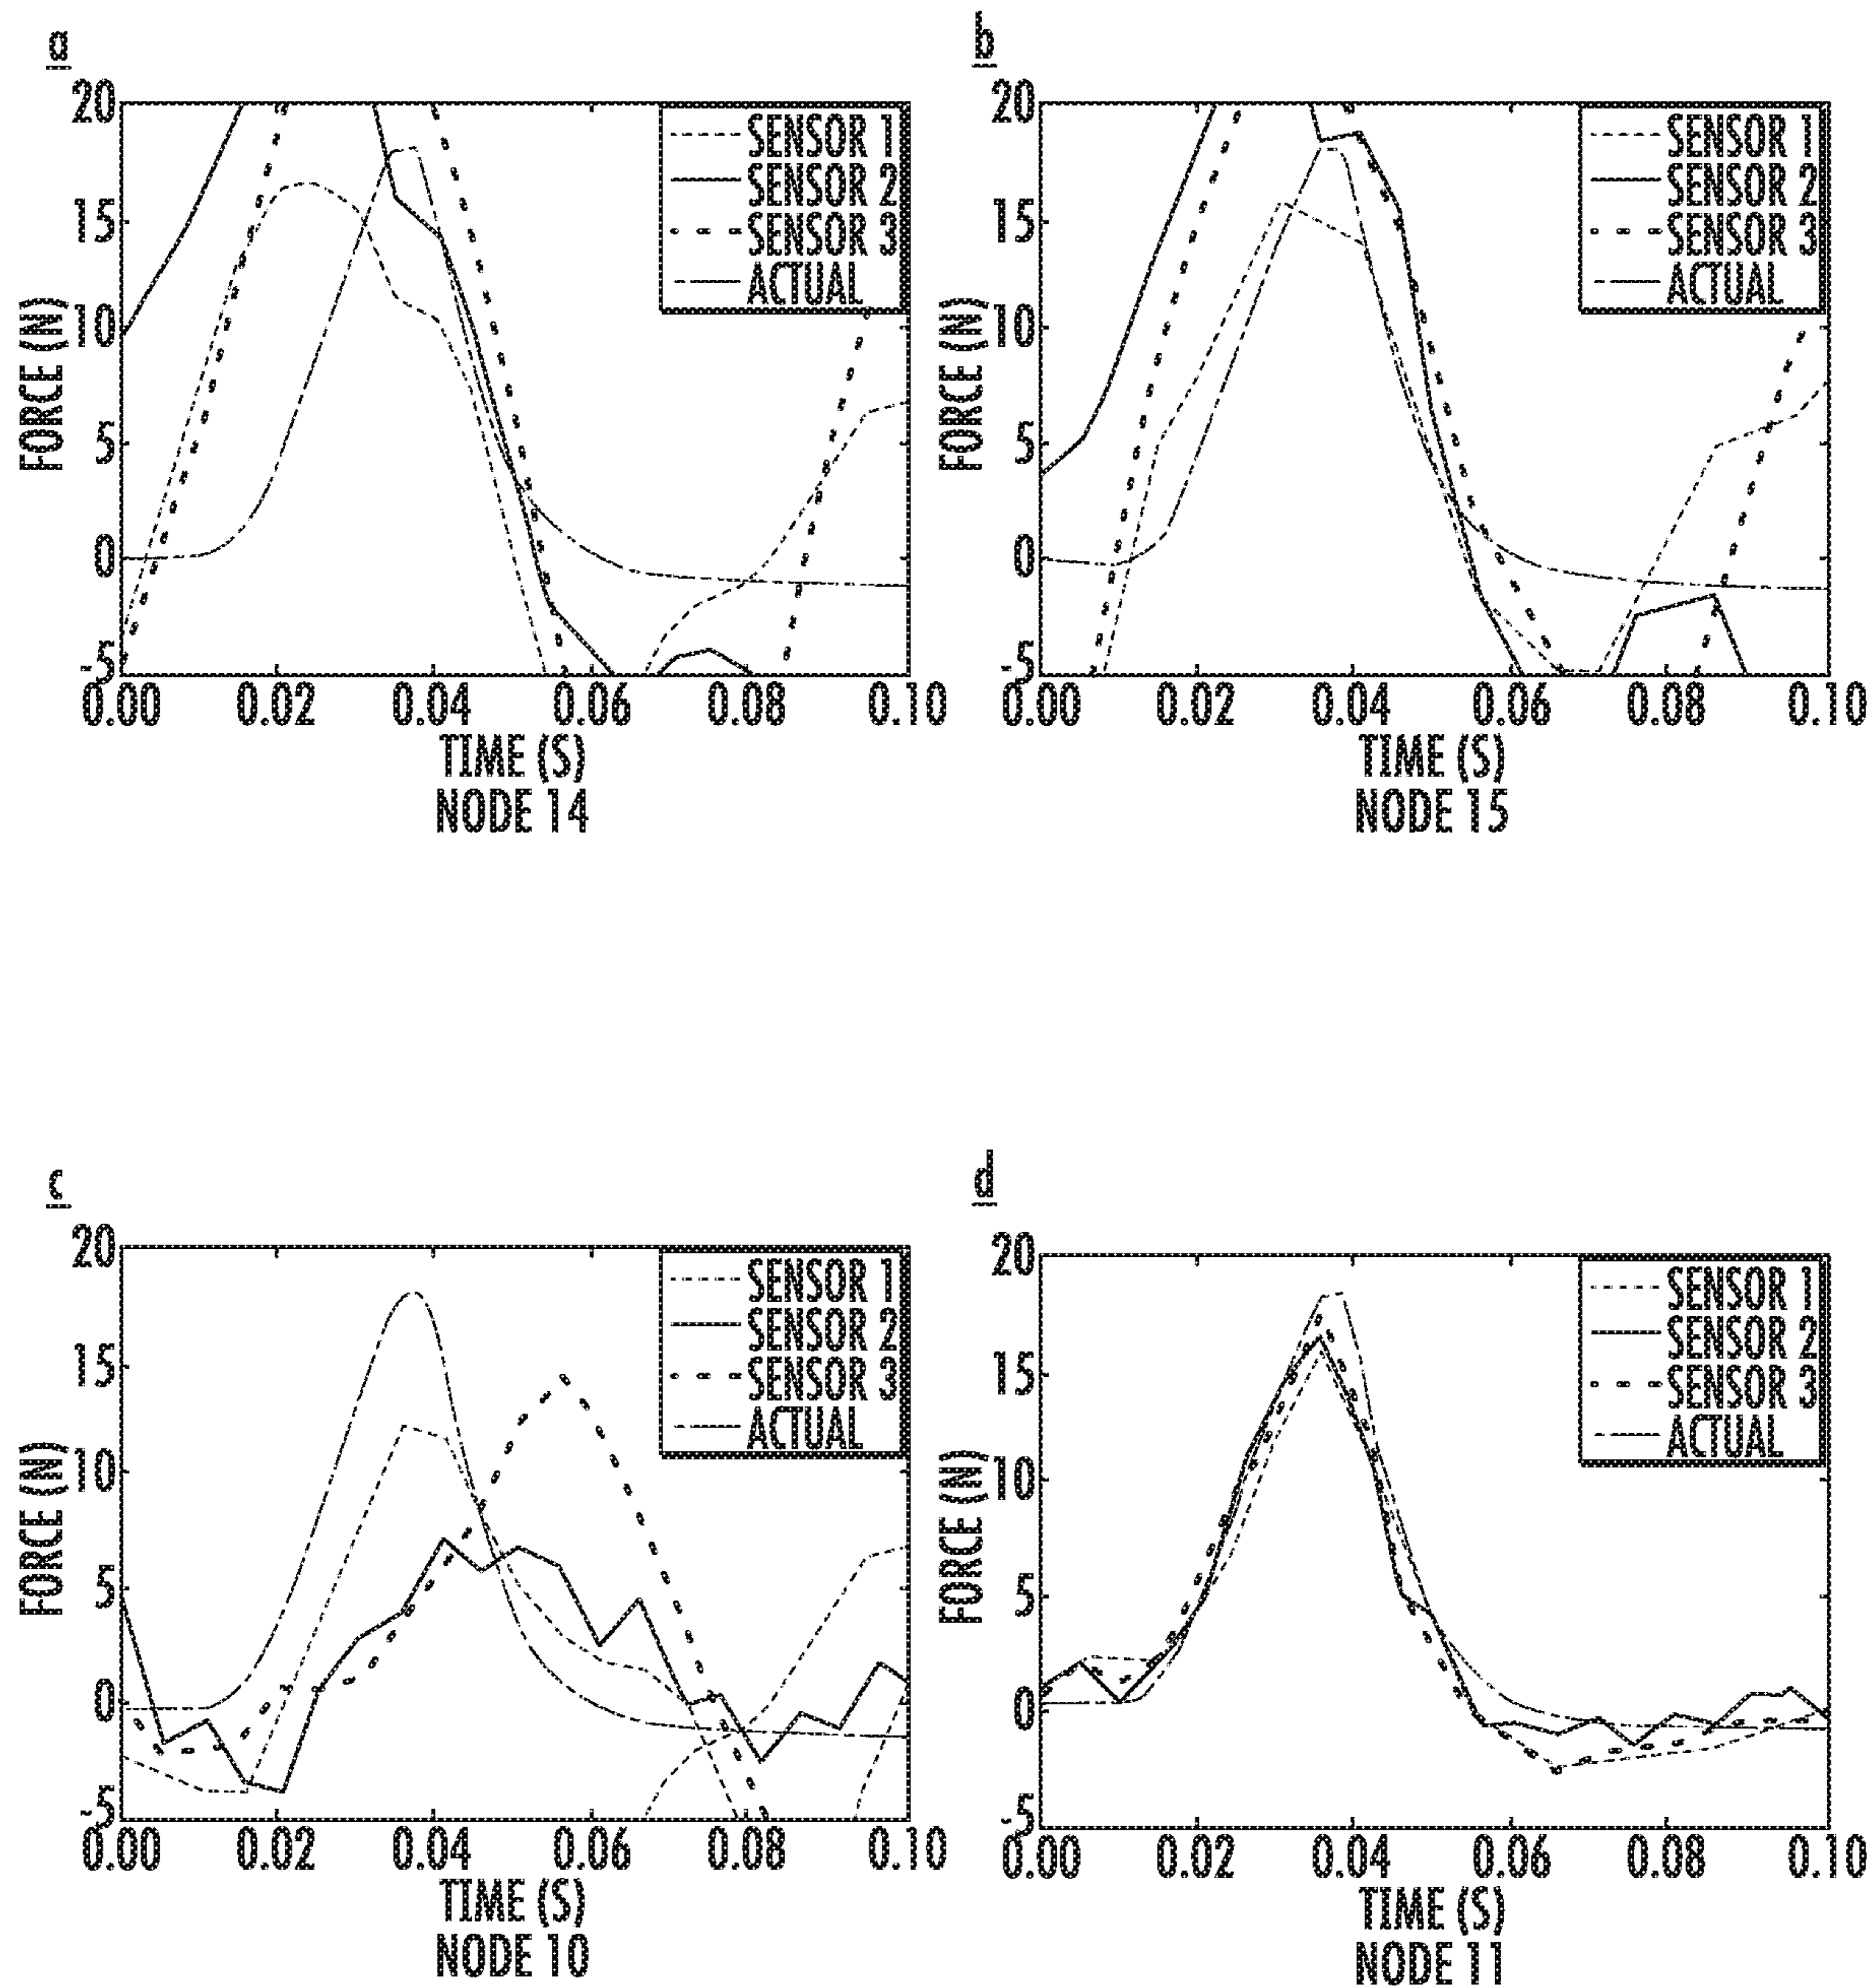 a
20
15
10
5
0
-5
FORCE (N)
SENSOR 1
SENSOR 2
SENSOR 3
ACTUAL
0.00 0.02 0.04 0.06 0.08 0.10
TIME (S)
NODE 14
b
20
15
10
5
0
-5
FORCE (N)
SENSOR 1
SENSOR 2
SENSOR 3
ACTUAL
0.00 0.02 0.04 0.06 0.08 0.10
TIME (S)
NODE 15
c
20
15
10
5
0
-5
FORCE (N)
SENSOR 1
SENSOR 2
SENSOR 3
ACTUAL
0.00 0.02 0.04 0.06 0.08 0.10
TIME (S)
NODE 10
d
20
15
10
5
0
-5
FORCE (N)
SENSOR 1
SENSOR 2
SENSOR 3
ACTUAL
0.00 0.02 0.04 0.06 0.08 0.10
TIME (S)
NODE 11